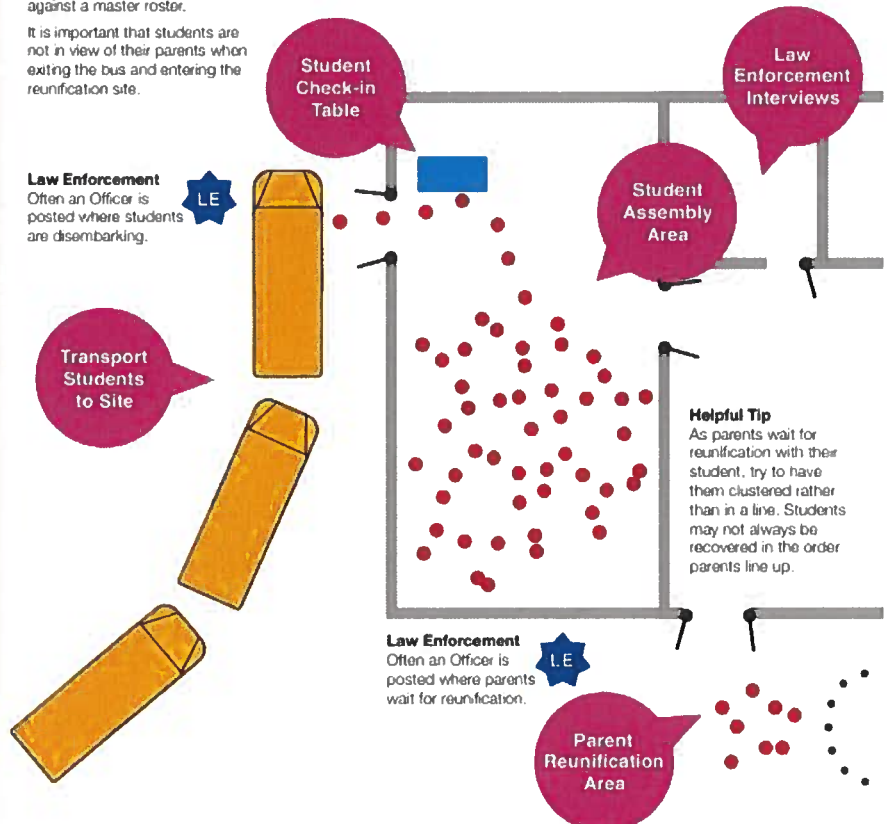 against a master roster.
It is important that students are
not in view of their parents when
exiting the bus and entering the
reunification site.
Student
Check-in
Table
Law
Enforcement
Interviews
Law Enforcement
Often an Officer is
posted where students
are disembarking.
LE
Student
Assembly
Area
Transport
Students
to Site
Helpful Tip
As parents wait for
reunification with their
student, try to have
them clustered rather
than in a line. Students
may not always be
recovered in the order
parents line up.
Law Enforcement
Often an Officer is
posted where parents
wait for reunification.
LE
Parent
Reunification
Area